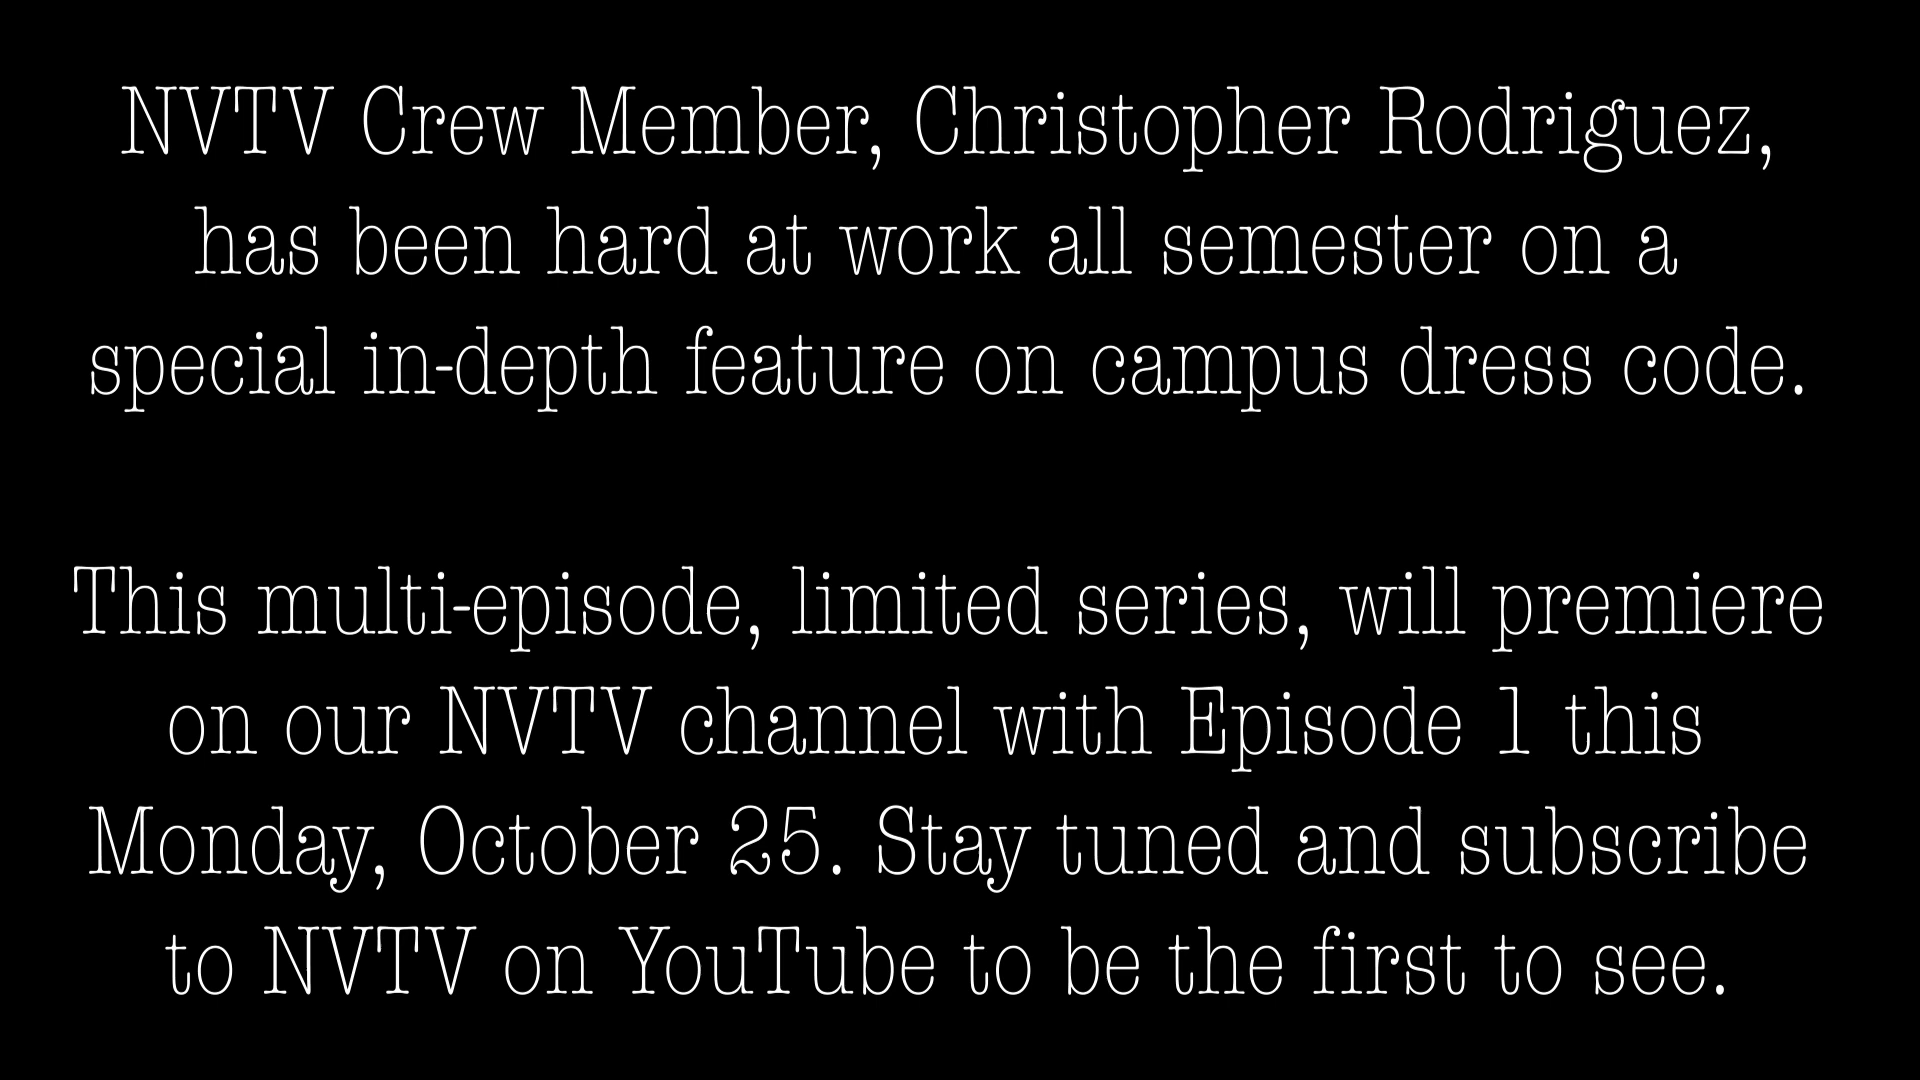 NVTV Crew Member, Christopher Rodriguez,
has been hard at work all semester on a
special in-depth feature on campus dress code.
This multi-episode, limited series, will premiere
on our NVTV channel with Episode 1 this
Monday, October 25. Stay tuned and subscribe
to NVTV on YouTube to be the first to see.